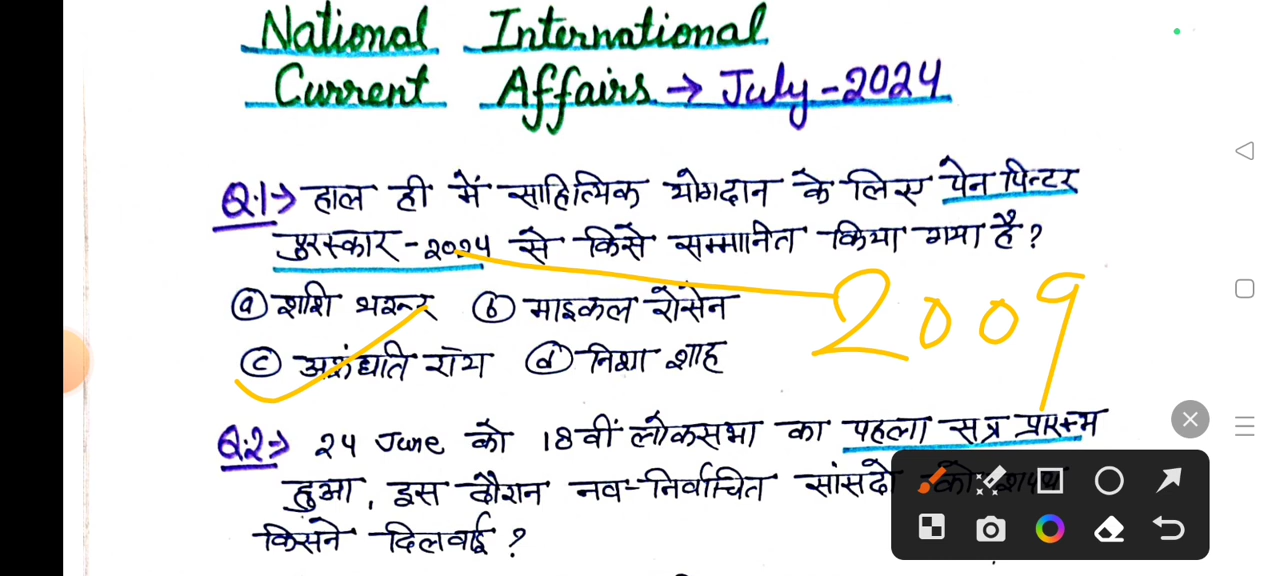 National International
Current Affairs → July-2024
Q.1→ हाल ही में साहित्यिक योगदान के लिए पेन पिन्टर
पुरस्कार-2024 से किसे सम्मानित किया गया है?
(a) शशि थरूर (b) माइकल रोसेन
2009
(c) अरुंधति रॉय (d) निशा शाह
Q.2→ 24 June को 18वीं लोकसभा का पहला सत्र प्रारम्भ
हुआ, इस दौरान नव-निर्वाचित सांसदों को शपथ
किसने दिलवाई?